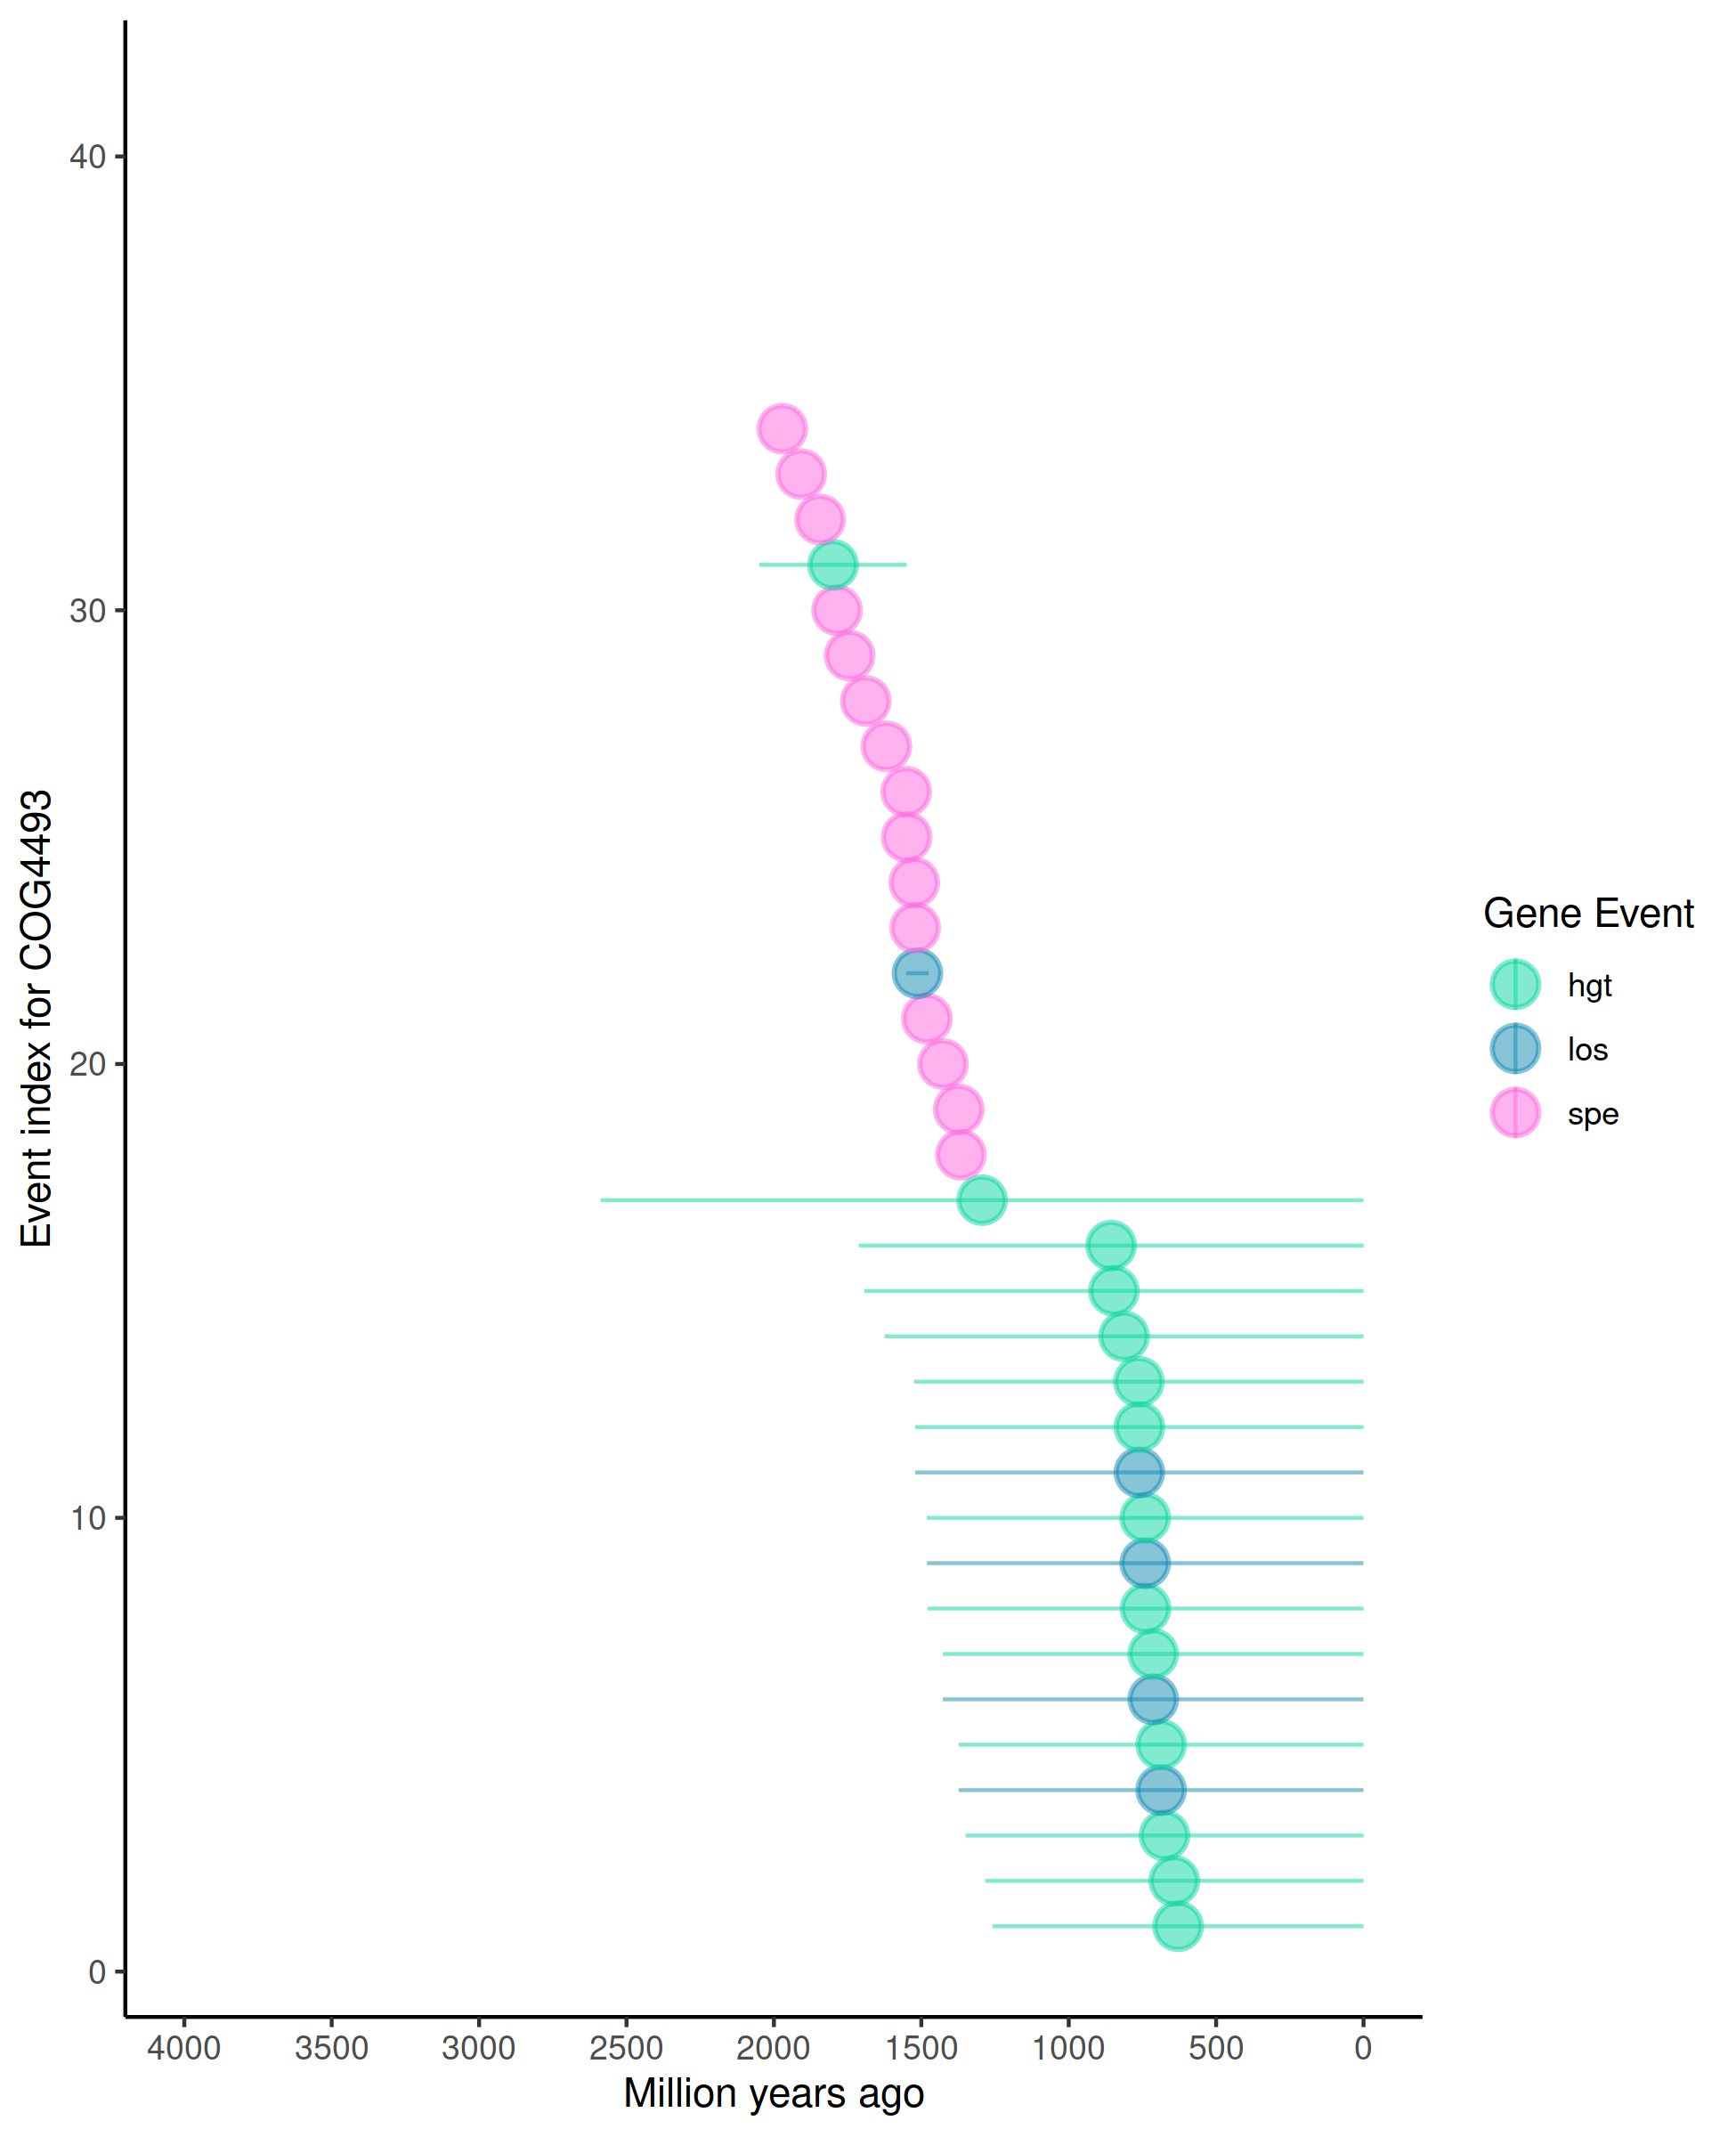 40
30
20
10
0
Event index for COG4493
4000 3500 3000 2500 2000 1500 1000 500 0
Million years ago
Gene Event
hgt
los
spe